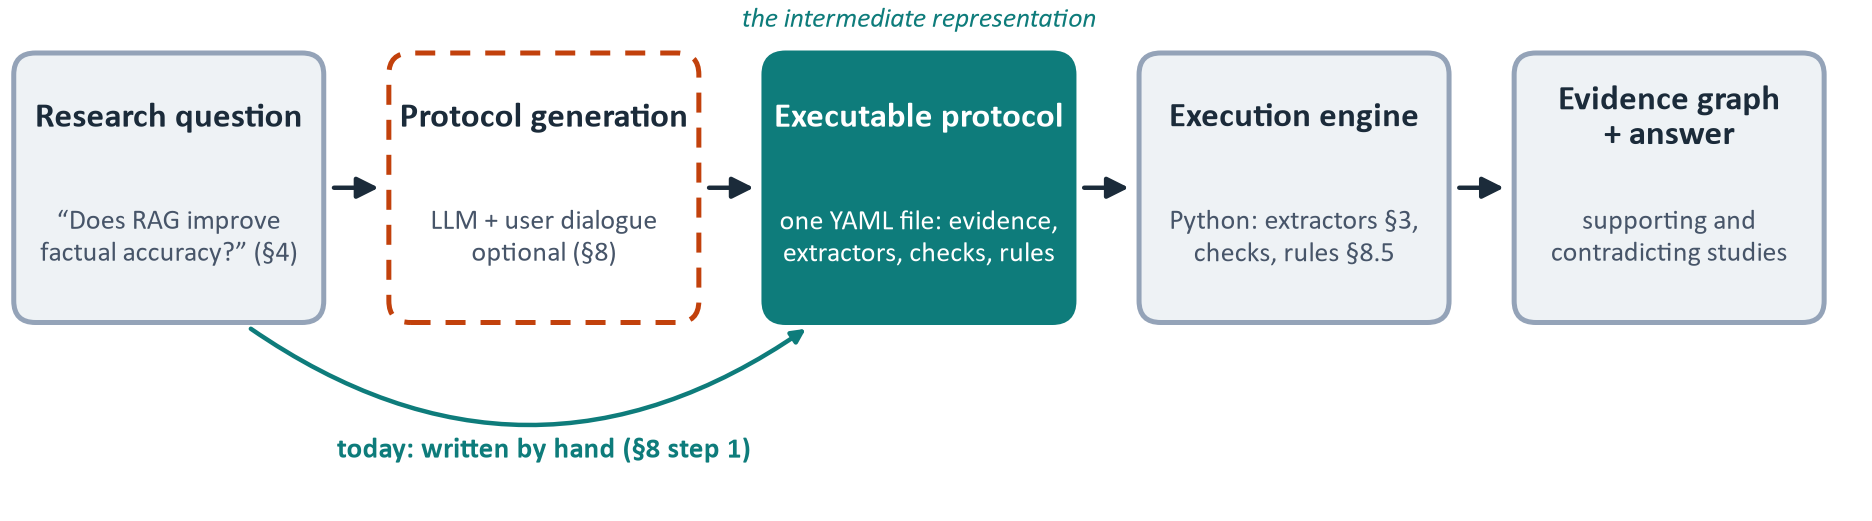 the intermediate representation
Research question
“Does RAG improve
factual accuracy?” (§4)
Protocol generation
LLM + user dialogue
optional (§8)
Executable protocol
one YAML file: evidence,
extractors, checks, rules
Execution engine
Python: extractors §3,
checks, rules §8.5
Evidence graph
+ answer
supporting and
contradicting studies
today: written by hand (§8 step 1)